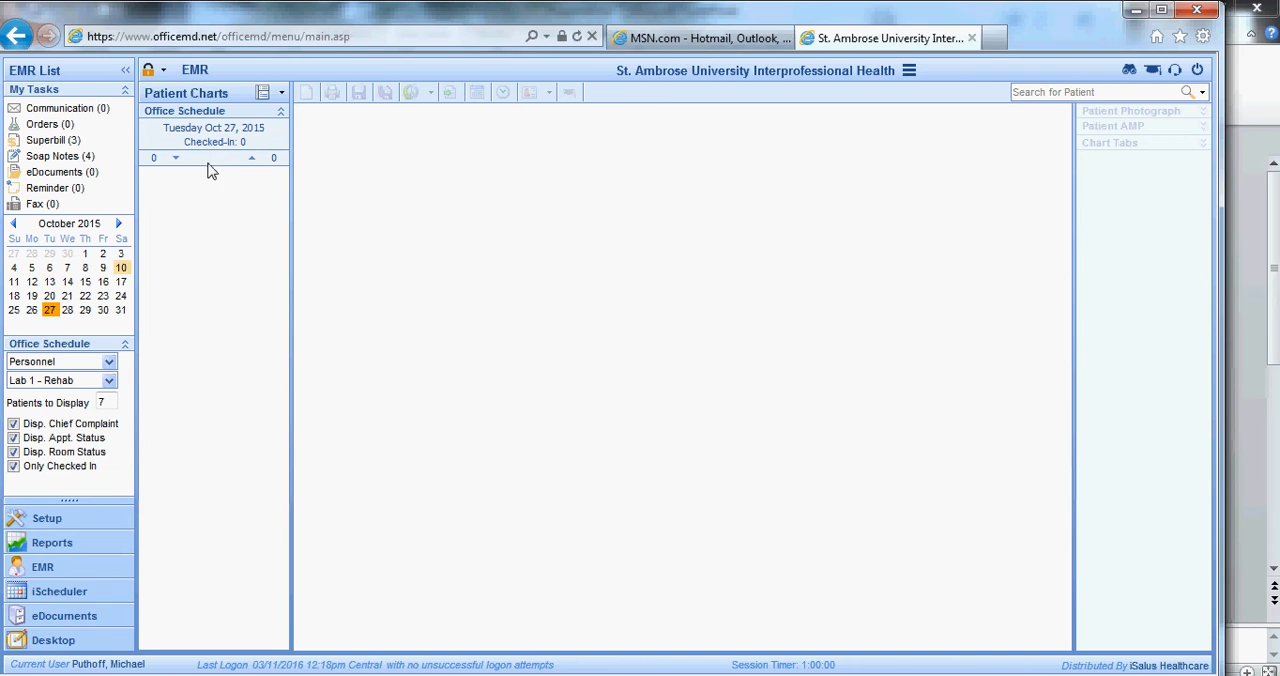 https://www.officemd.net/officemd/menu/main.asp
MSN.com - Hotmail, Outlook, ...
St. Ambrose University Inter...
EMR List
EMR
St. Ambrose University Interprofessional Health
My Tasks
Communication (0)
Orders (0)
Superbill (3)
Soap Notes (4)
eDocuments (0)
Reminder (0)
Fax (0)
October 2015
Su Mo Tu We Th Fr Sa
27 28 29 30 1 2 3
4 5 6 7 8 9 10
11 12 13 14 15 16 17
18 19 20 21 22 23 24
25 26 27 28 29 30 31
Office Schedule
Personnel
Lab 1 - Rehab
Patients to Display 7
Disp. Chief Complaint
Disp. Appt. Status
Disp. Room Status
Only Checked In
Setup
Reports
EMR
iScheduler
eDocuments
Desktop
Patient Charts
Office Schedule
Tuesday Oct 27, 2015
Checked-In: 0
0 0
Search for Patient
Patient Photograph
Patient AMP
Chart Tabs
Current User Puthoff, Michael
Last Logon 03/11/2016 12:18pm Central with no unsuccessful logon attempts
Session Timer: 1:00:00
Distributed By iSalus Healthcare